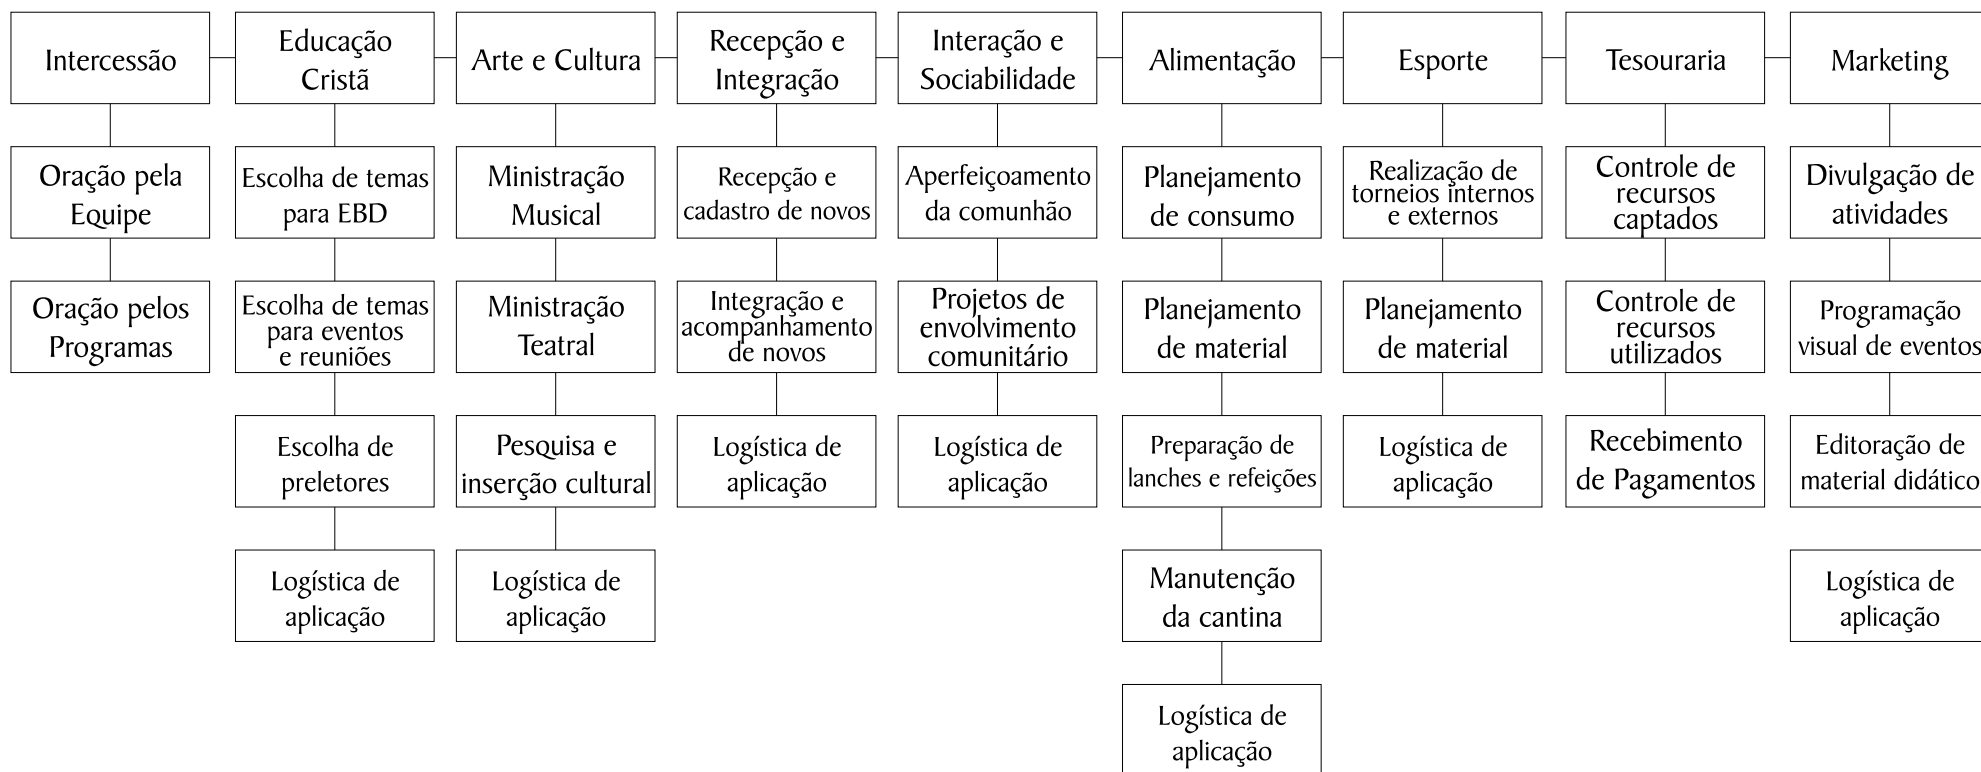 Intercessão
Educação
Cristã
Arte e Cultura
Recepção e
Integração
Interação e
Sociabilidade
Alimentação
Esporte
Tesouraria
Marketing
Oração pela
Equipe
Escolha de temas
para EBD
Ministração
Musical
Recepção e
cadastro de novos
Aperfeiçoamento
da comunhão
Planejamento
de consumo
Realização de
torneios internos
e externos
Controle de
recursos
captados
Divulgação de
atividades
Oração pelos
Programas
Escolha de temas
para eventos
e reuniões
Ministração
Teatral
Integração e
acompanhamento
de novos
Projetos de
envolvimento
comunitário
Planejamento
de material
Planejamento
de material
Controle de
recursos
utilizados
Programação
visual de eventos
Escolha de
preletores
Pesquisa e
inserção cultural
Logística de
aplicação
Logística de
aplicação
Preparação de
lanches e refeições
Logística de
aplicação
Recebimento
de Pagamentos
Editoração de
material didático
Logística de
aplicação
Logística de
aplicação
Manutenção
da cantina
Logística de
aplicação
Logística de
aplicação